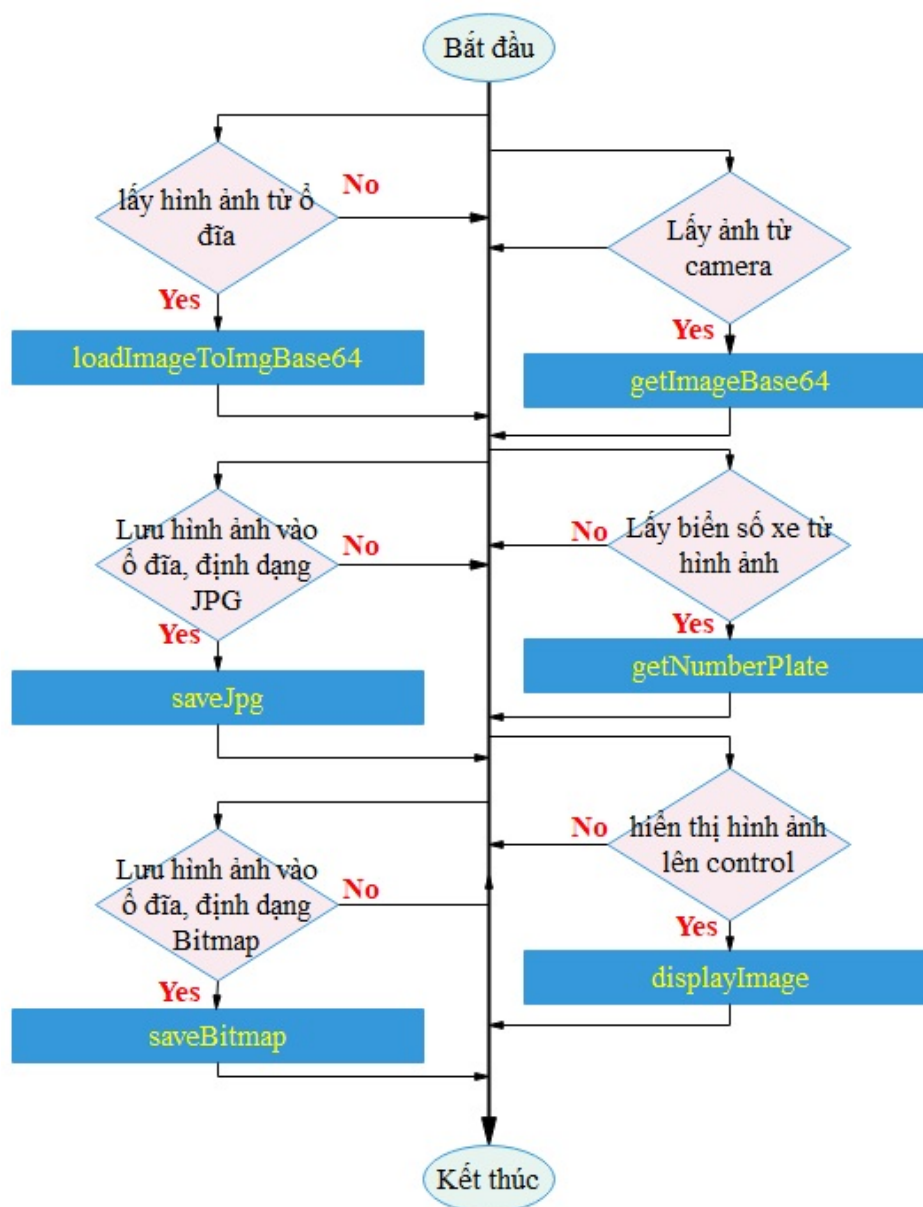 Bắt đầu
lấy hình ảnh từ ổ
đĩa
No
Yes
loadImageToImgBase64
Lấy ảnh từ
camera
Yes
getImageBase64
Lưu hình ảnh vào
ổ đĩa, định dạng
JPG
No
Yes
saveJpg
No
Lấy biển số xe từ
hình ảnh
Yes
getNumberPlate
No
hiển thị hình ảnh
lên control
Yes
displayImage
Lưu hình ảnh vào
ổ đĩa, định dạng
Bitmap
No
Yes
saveBitmap
Kết thúc